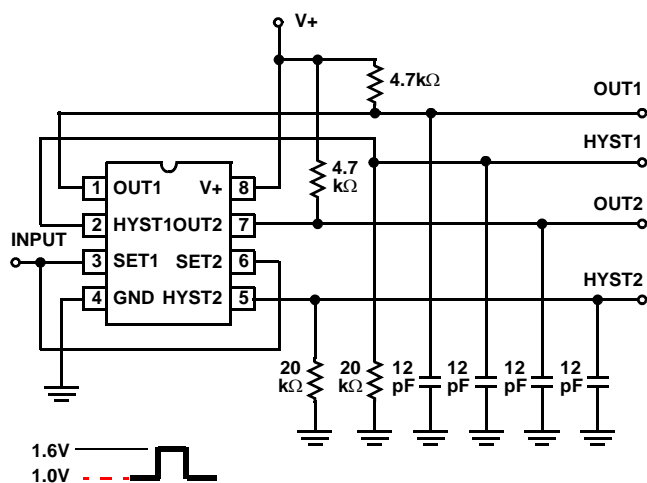 V+
4.7kΩ
OUT1
HYST1
4.7
kΩ
OUT2
HYST2
1 OUT1 V+ 8
2 HYST1 OUT2 7
INPUT
3 SET1 SET2 6
4 GND HYST2 5
20 20 12 12 12 12
kΩ kΩ pF pF pF pF
1.6V
1.0V